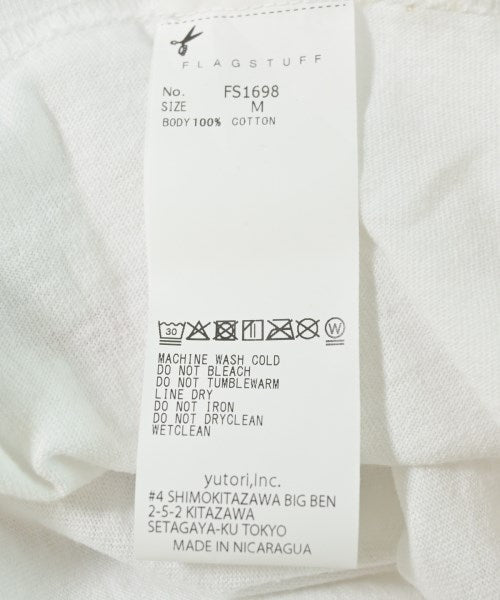 FLAGSTUFF
No. FS1698
SIZE M
BODY 100% COTTON
30 W
MACHINE WASH COLD
DO NOT BLEACH
DO NOT TUMBLEWARM
LINE DRY
DO NOT IRON
DO NOT DRYCLEAN
WETCLEAN
yutori,Inc.
#4 SHIMOKITAZAWA BIG BEN
2-5-2 KITAZAWA
SETAGAYA-KU TOKYO
MADE IN NICARAGUA